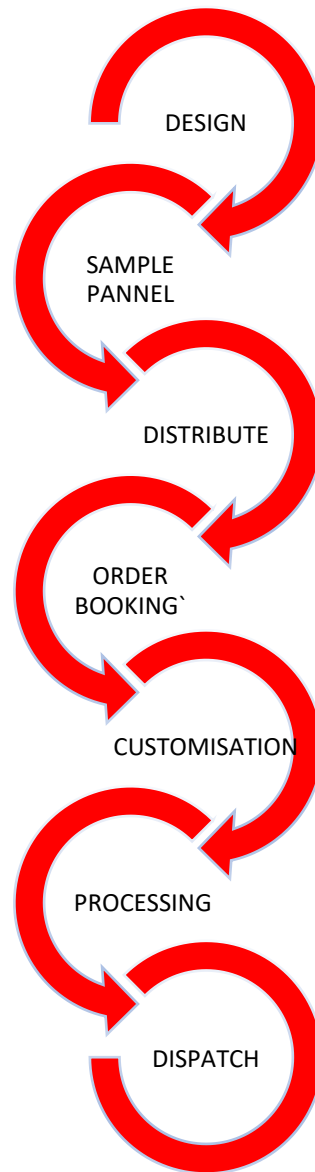 DESIGN
SAMPLE
PANNEL
DISTRIBUTE
ORDER
BOOKING`
CUSTOMISATION
PROCESSING
DISPATCH